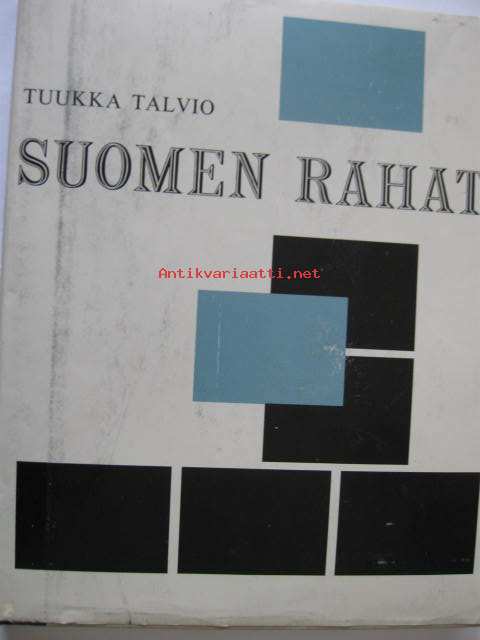 TUUKKA TALVIO
SUOMEN RAHAT
Antikvariaatti.net